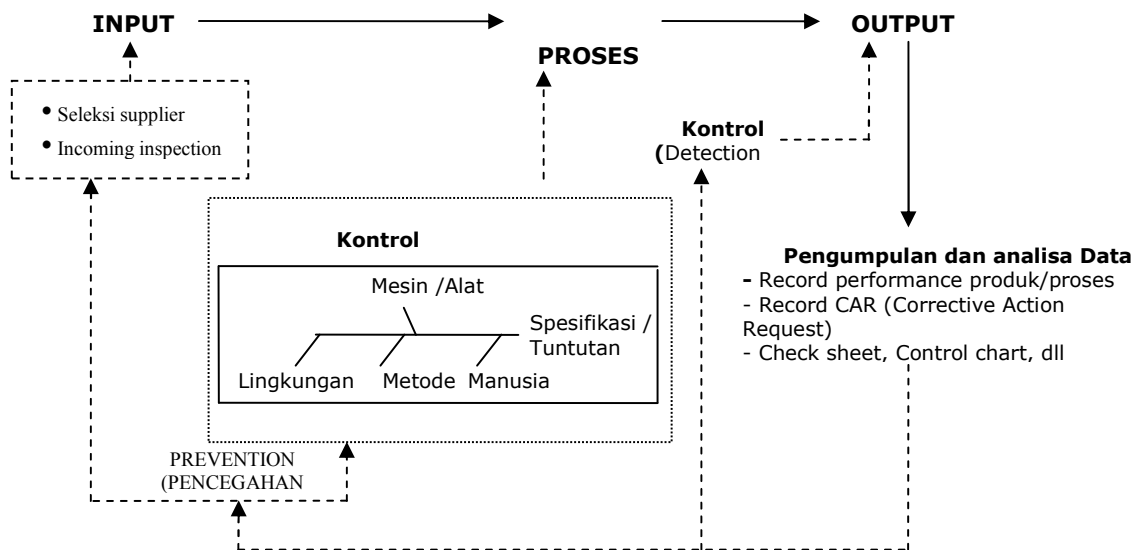 INPUT
OUTPUT
PROSES
• Seleksi supplier
• Incoming inspection
Kontrol
(Detection
Kontrol
Mesin /Alat
Spesifikasi /
Tuntutan
Lingkungan
Metode
Manusia
Pengumpulan dan analisa Data
- Record performance produk/proses
- Record CAR (Corrective Action
Request)
- Check sheet, Control chart, dll
PREVENTION
(PENCEGAHAN